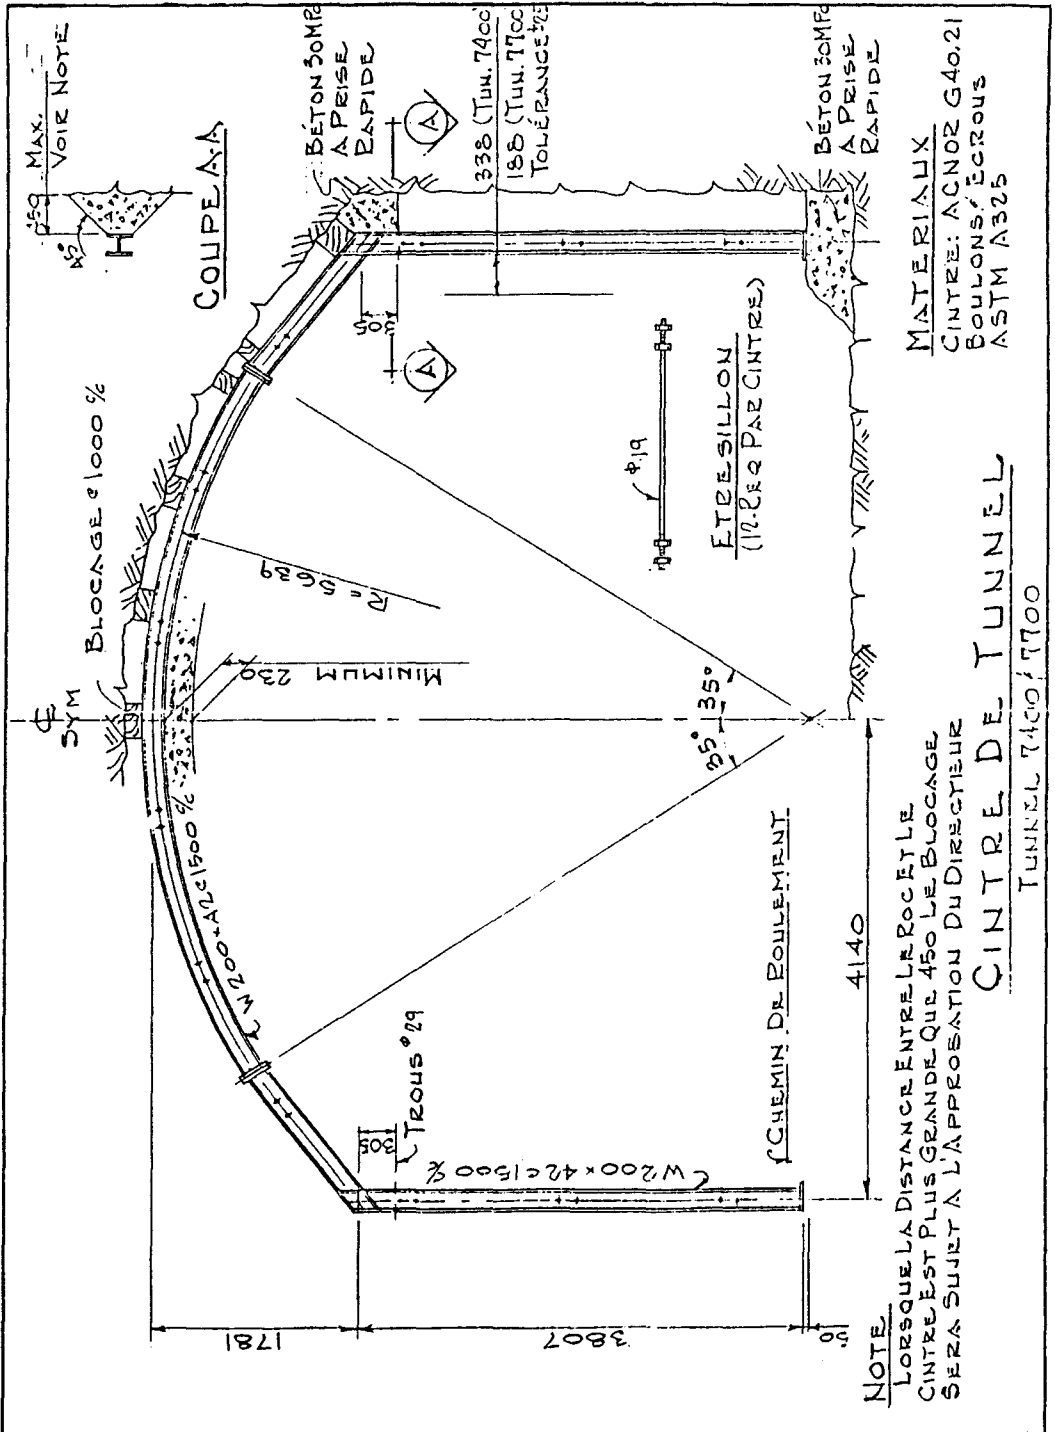 450 MAX.
VOIR NOTE
45°
COUPE A-A
BÉTON 30MPa
A PRISE
RAPIDE
A
A
338 (TUN. 7400
188 (TUN. 7700
TOLÉRANCE ±25
BLOCAGE @ 1000 %
℄
SYM
305
R = 5639
MINIMUM 230
W200×42@1500 %
35°
35°
ETRESILLON
(12-REQ PAR CINTRE)
φ19
BÉTON 30MPa
A PRISE
RAPIDE
MATERIAUX
CINTRE: ACNOR G40.21
BOULONS/ECROUS
ASTM A325
TROUS φ29
305
W200×42@1500 %
CHEMIN DE ROULEMENT
4140
1781
3807
50
NOTE
LORSQUE LA DISTANCE ENTRE LE ROC ET LE
CINTRE EST PLUS GRANDE QUE 450 LE BLOCAGE
SERA SUJET A L'APPROBATION DU DIRECTEUR
CINTRE DE TUNNEL
TUNNEL 7400/7700